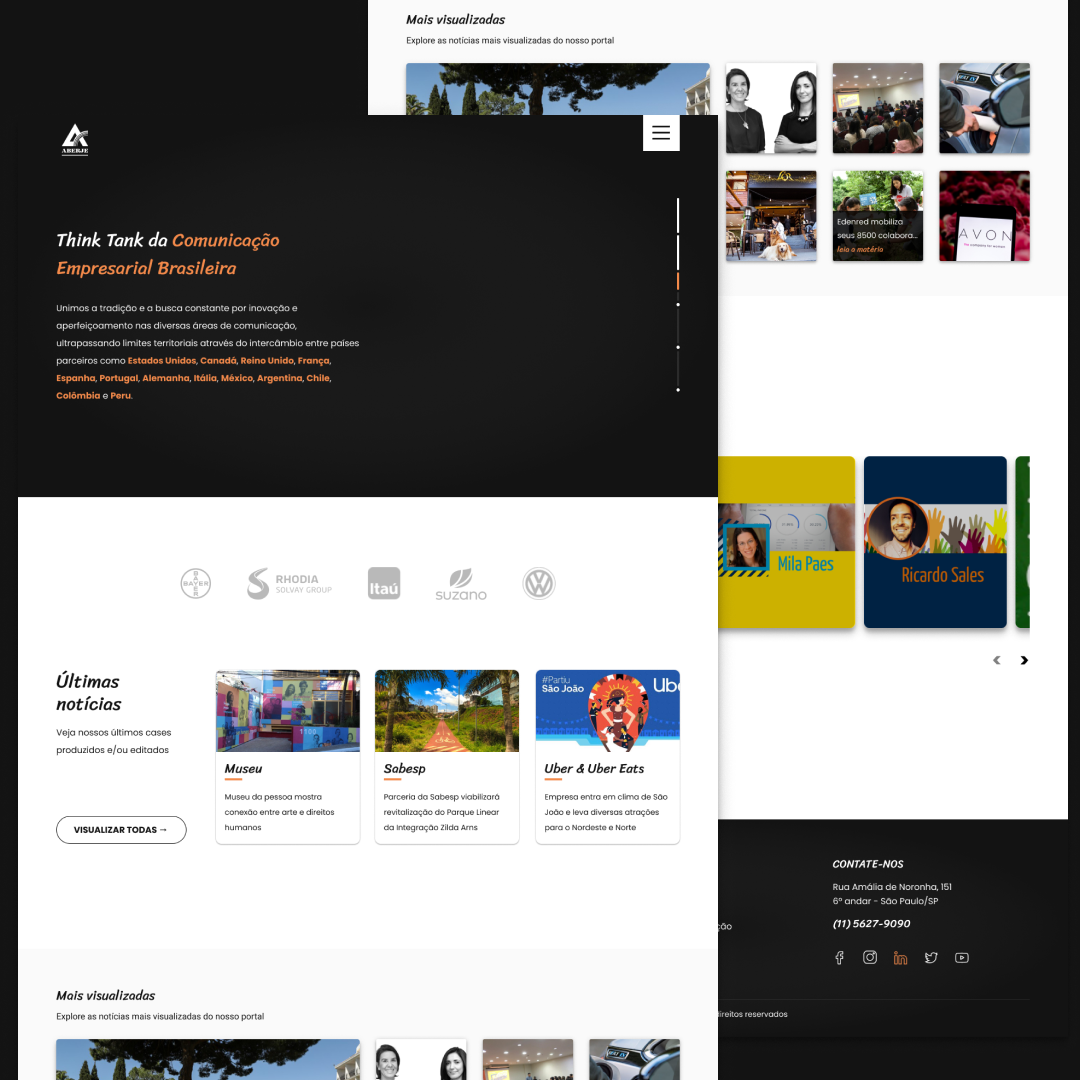 Mais visualizadas
Explore as notícias mais visualizadas do nosso portal
Edenred mobiliza
seus 8500 colabora...
leia a matéria
AVON
ABERJE
Think Tank da Comunicação
Empresarial Brasileira
Unimos a tradição e a busca constante por inovação e
aperfeiçoamento nas diversas áreas de comunicação,
ultrapassando limites territoriais através do intercâmbio entre países
parceiros como Estados Unidos, Canadá, Reino Unido, França,
Espanha, Portugal, Alemanha, Itália, México, Argentina, Chile,
Colômbia e Peru.
BAYER
BAYER
RHODIA
SOLVAY GROUP
Itaú
suzano
Mila Paes
Ricardo Sales
Últimas
notícias
Veja nossos últimos cases
produzidos e/ou editados
VISUALIZAR TODAS →
1100
Museu
Museu da pessoa mostra
conexão entre arte e direitos
humanos
Sabesp
Parceria da Sabesp viabilizará
revitalização do Parque Linear
da Integração Zilda Arns
#Partiu
São João
Ube
Uber & Uber Eats
Empresa entra em clima de São
João e leva diversas atrações
para o Nordeste e Norte
CONTATE-NOS
Rua Amália de Noronha, 151
6º andar - São Paulo/SP
(11) 5627-9090
ção
direitos reservados
Mais visualizadas
Explore as notícias mais visualizadas do nosso portal